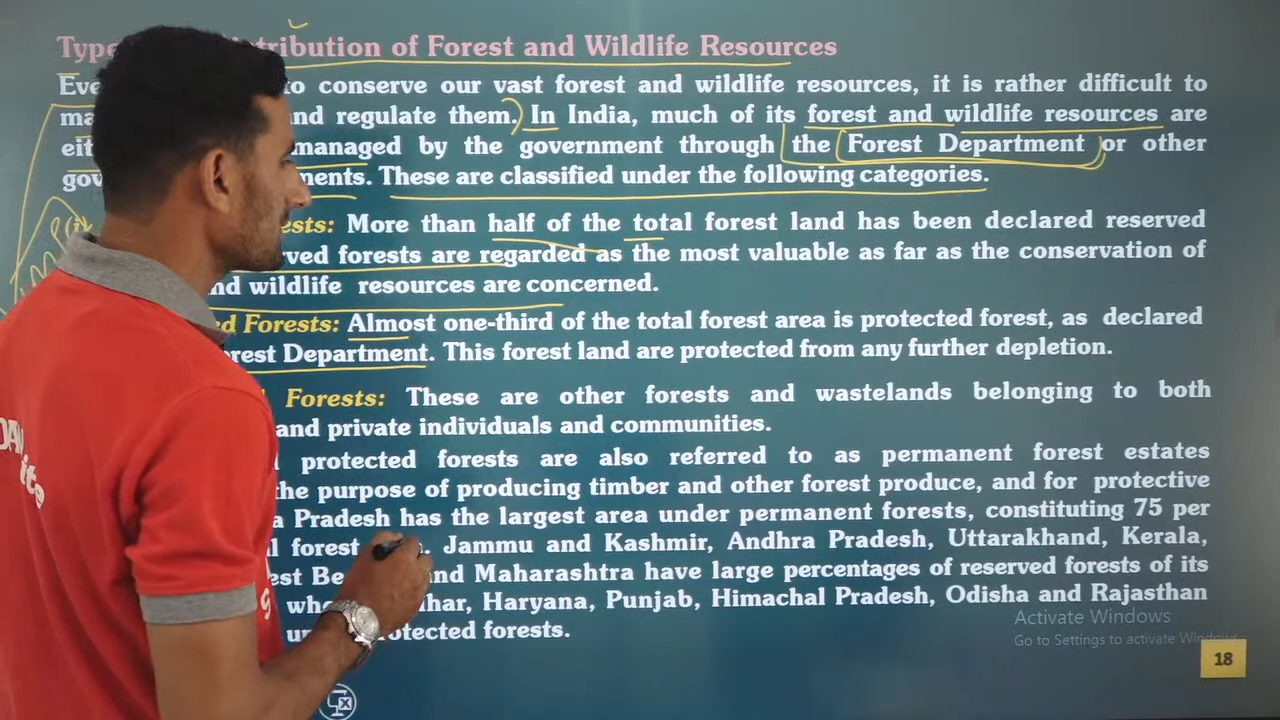 Type tribution of Forest and Wildlife Resources
Eve to conserve our vast forest and wildlife resources, it is rather difficult to
ma and regulate them. In India, much of its forest and wildlife resources are
eit managed by the government through the Forest Department or other
gov ments. These are classified under the following categories.
ests: More than half of the total forest land has been declared reserved
ved forests are regarded as the most valuable as far as the conservation of
nd wildlife resources are concerned.
ed Forests: Almost one-third of the total forest area is protected forest, as declared
orest Department. This forest land are protected from any further depletion.
Forests: These are other forests and wastelands belonging to both
and private individuals and communities.
protected forests are also referred to as permanent forest estates
the purpose of producing timber and other forest produce, and for protective
a Pradesh has the largest area under permanent forests, constituting 75 per
l forest Jammu and Kashmir, Andhra Pradesh, Uttarakhand, Kerala,
est Be nd Maharashtra have large percentages of reserved forests of its
whe har, Haryana, Punjab, Himachal Pradesh, Odisha and Rajasthan
un rotected forests.
Activate Windows
Go to Settings to activate Windows.
18